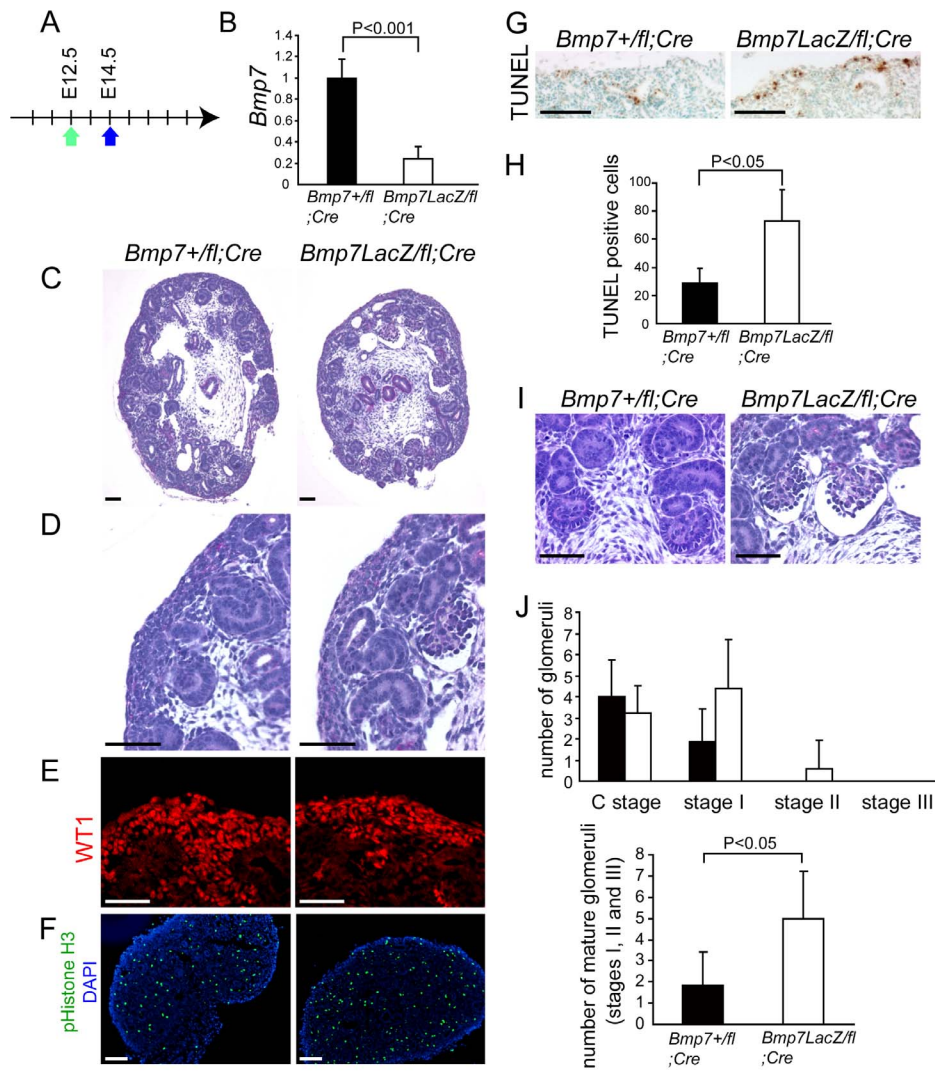 A
E12.5
E14.5
B
P<0.001
Bmp7
1.4
1.2
1
0.8
0.6
0.4
0.2
0
Bmp7+/fl
;Cre
Bmp7LacZ/fl
;Cre
Bmp7+/fl;Cre
Bmp7LacZ/fl;Cre
C
D
E
WT1
F
pHistone H3
DAPI
G
Bmp7+/fl;Cre
Bmp7LacZ/fl;Cre
TUNEL
H
P<0.05
TUNEL positive cells
100
80
60
40
20
0
Bmp7+/fl
;Cre
Bmp7LacZ/fl
;Cre
I
Bmp7+/fl;Cre
Bmp7LacZ/fl;Cre
J
number of glomeruli
8
7
6
5
4
3
2
1
0
C stage
stage I
stage II
stage III
P<0.05
number of mature glomeruli
(stages I, II and III)
8
7
6
5
4
3
2
1
0
Bmp7+/fl
;Cre
Bmp7LacZ/fl
;Cre